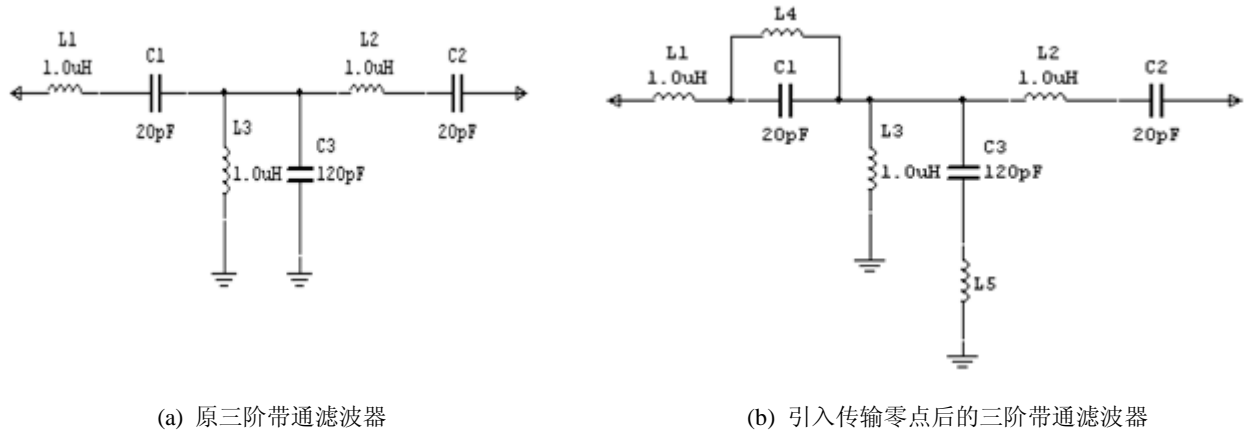 L1
1.0uH
C1
20pF
L2
1.0uH
C2
20pF
L3
1.0uH
C3
120pF
L4
L1
1.0uH
C1
20pF
L2
1.0uH
C2
20pF
L3
1.0uH
C3
120pF
L5
(a) 原三阶带通滤波器
(b) 引入传输零点后的三阶带通滤波器